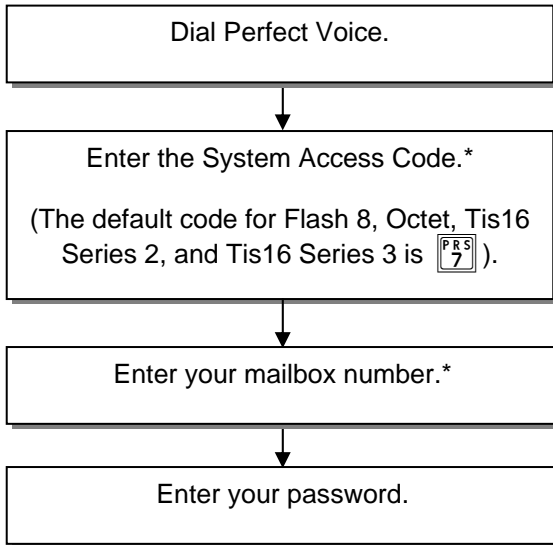 Dial Perfect Voice.
Enter the System Access Code.*
(The default code for Flash 8, Octet, Tis16
Series 2, and Tis16 Series 3 is PRS 7 ).
Enter your mailbox number.*
Enter your password.